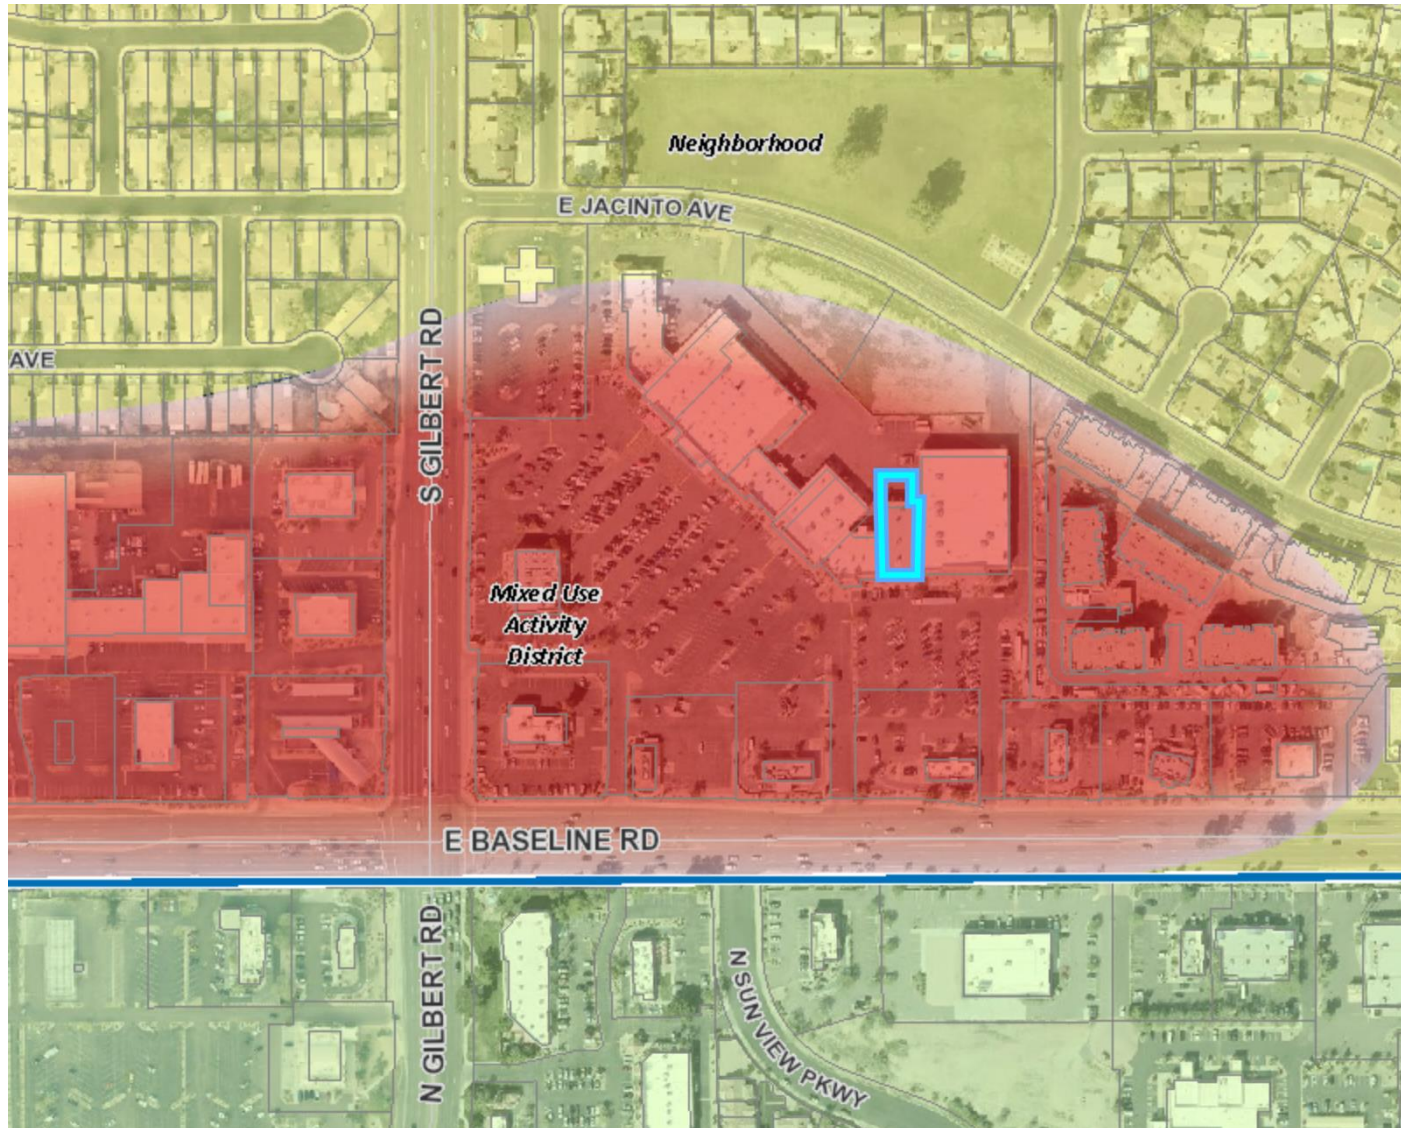 Neighborhood
E JACINTO AVE
S GILBERT RD
AVE
Mixed Use
Activity
District
E BASELINE RD
N GILBERT RD
N SUN VIEW PKWY